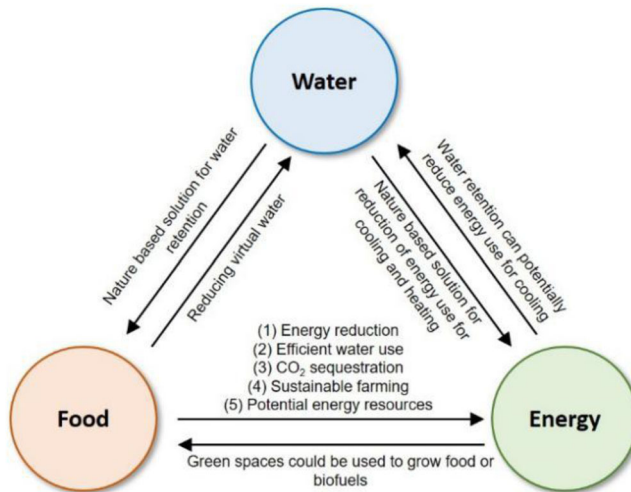 Water
Nature based solution for water
retention
Reducing virtual water
Nature based solution for
reduction of energy use for
cooling and heating
Water retention can potentially
reduce energy use for cooling
(1) Energy reduction
(2) Efficient water use
(3) CO₂ sequestration
(4) Sustainable farming
(5) Potential energy resources
Food
Energy
Green spaces could be used to grow food or
biofuels